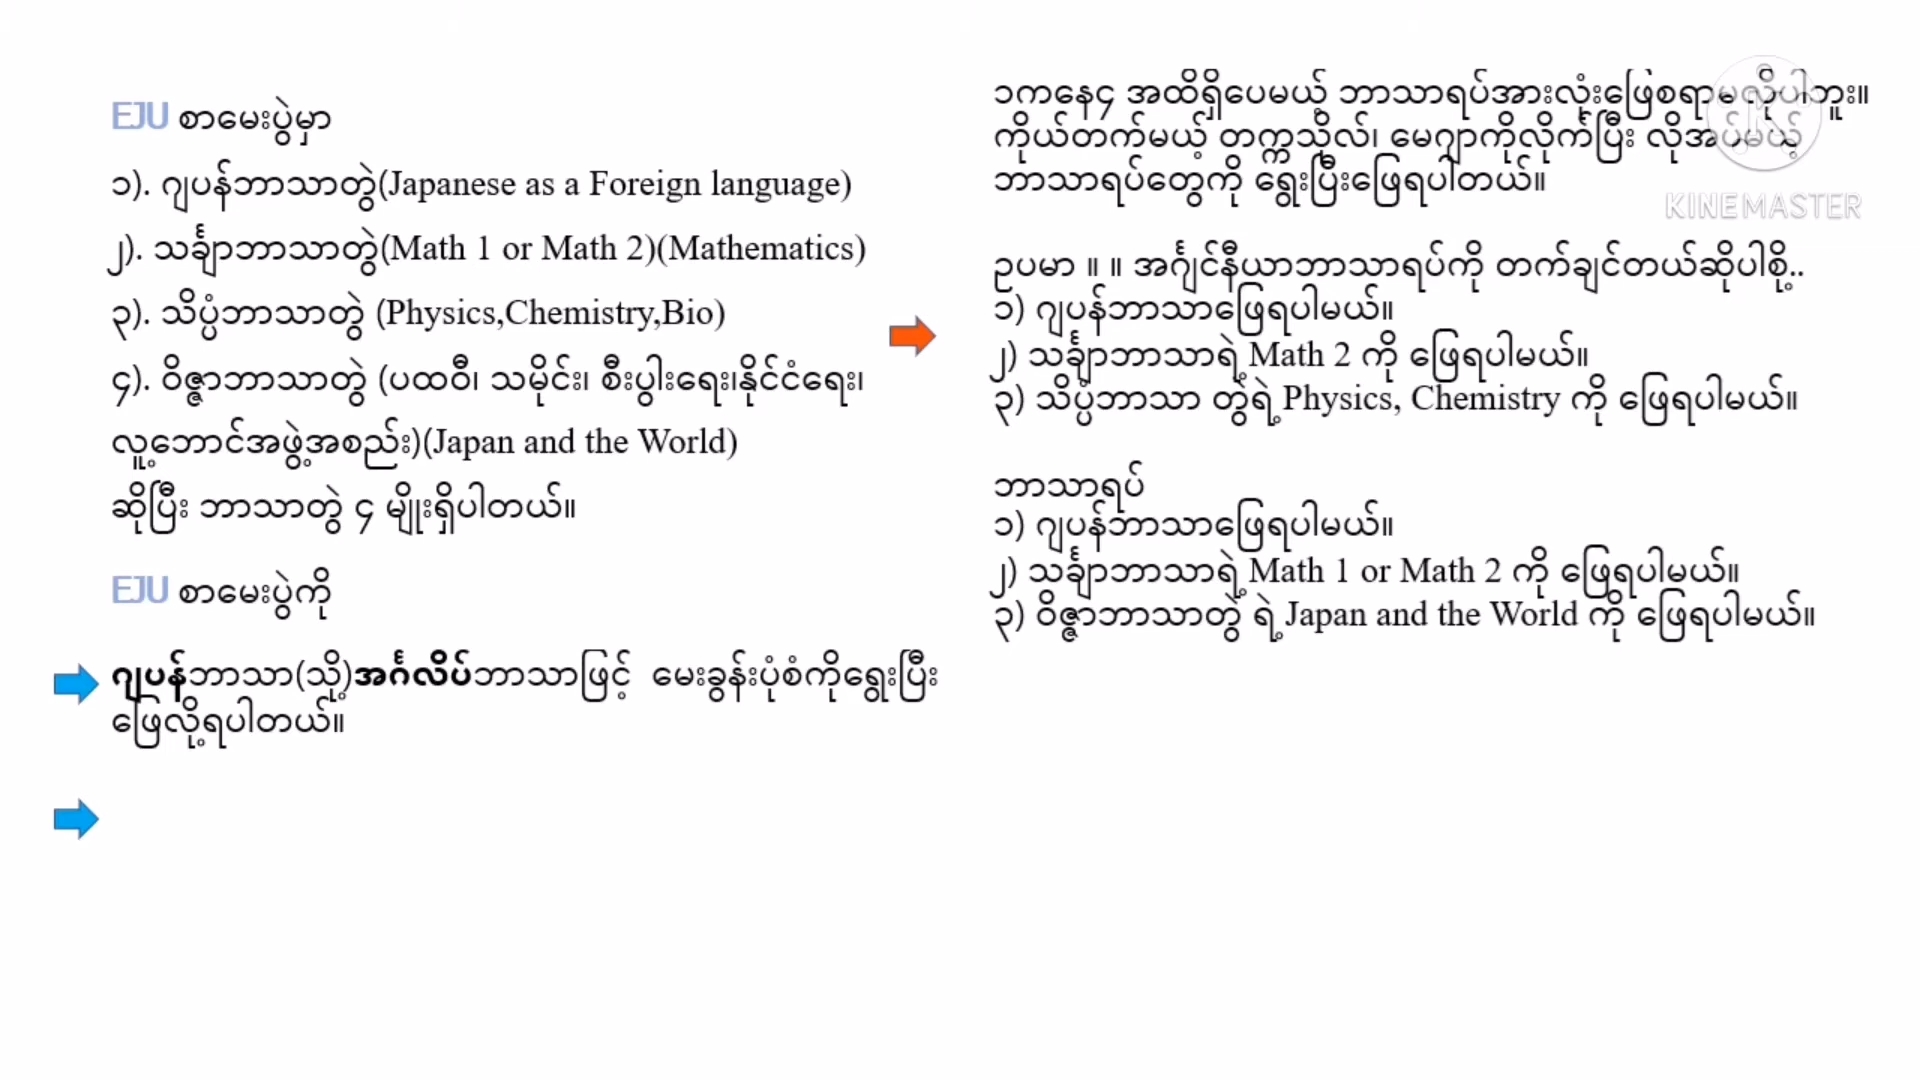 EJU စာမေးပွဲမှာ
၁). ဂျပန်ဘာသာတွဲ(Japanese as a Foreign language)
၂). သင်္ချာဘာသာတွဲ(Math 1 or Math 2)(Mathematics)
၃). သိပ္ပံဘာသာတွဲ (Physics,Chemistry,Bio)
၄). ဝိဇ္ဇာဘာသာတွဲ (ပထဝီ၊ သမိုင်း၊ စီးပွါးရေး၊နိုင်ငံရေး၊
လူ့ဘောင်အဖွဲ့အစည်း)(Japan and the World)
ဆိုပြီး ဘာသာတွဲ ၄ မျိုးရှိပါတယ်။
EJU စာမေးပွဲကို
ဂျပန်ဘာသာ(သို့)အင်္ဂလိပ်ဘာသာဖြင့် မေးခွန်းပုံစံကိုရွေးပြီး
ဖြေလို့ရပါတယ်။
၁ကနေ၄ အထိရှိပေမယ့် ဘာသာရပ်အားလုံးဖြေစရာမလိုပါဘူး။
ကိုယ်တက်မယ့် တက္ကသိုလ်၊ မေဂျာကိုလိုက်ပြီး လိုအပ်မယ့်
ဘာသာရပ်တွေကို ရွေးပြီးဖြေရပါတယ်။
ဥပမာ ။ ။ အင်္ဂျင်နီယာဘာသာရပ်ကို တက်ချင်တယ်ဆိုပါစို့..
၁) ဂျပန်ဘာသာဖြေရပါမယ်။
၂) သင်္ချာဘာသာရဲ့ Math 2 ကို ဖြေရပါမယ်။
၃) သိပ္ပံဘာသာ တွဲရဲ့ Physics, Chemistry ကို ဖြေရပါမယ်။
ဘာသာရပ်
၁) ဂျပန်ဘာသာဖြေရပါမယ်။
၂) သင်္ချာဘာသာရဲ့ Math 1 or Math 2 ကို ဖြေရပါမယ်။
၃) ဝိဇ္ဇာဘာသာတွဲ ရဲ့ Japan and the World ကို ဖြေရပါမယ်။
KINEMASTER